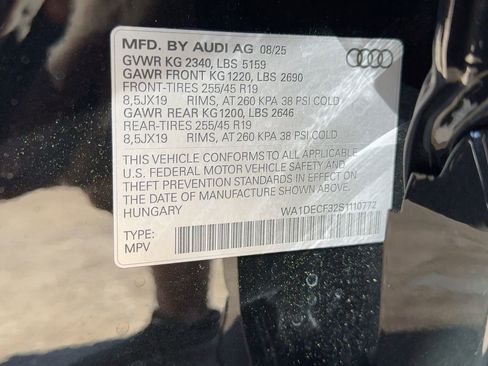 MFD. BY AUDI AG 08/25
GVWR KG 2340, LBS 5159
GAWR FRONT KG 1220, LBS 2690
FRONT-TIRES 255/45 R19
8,5JX19 RIMS, AT 260 KPA 38 PSI COLD
GAWR REAR KG1200, LBS 2646
REAR-TIRES 255/45 R19
8,5JX19 RIMS, AT 260 KPA 38 PSI COLD
THIS VEHICLE CONFORMS TO ALL APPLICABLE
U.S. FEDERAL MOTOR VEHICLE SAFETY AND
THEFT PREVENTION STANDARDS IN EFFECT ON
THE DATE OF MANUFACTURE SHOWN ABOVE.
HUNGARY WA1DECF32S1110772
TYPE:
MPV